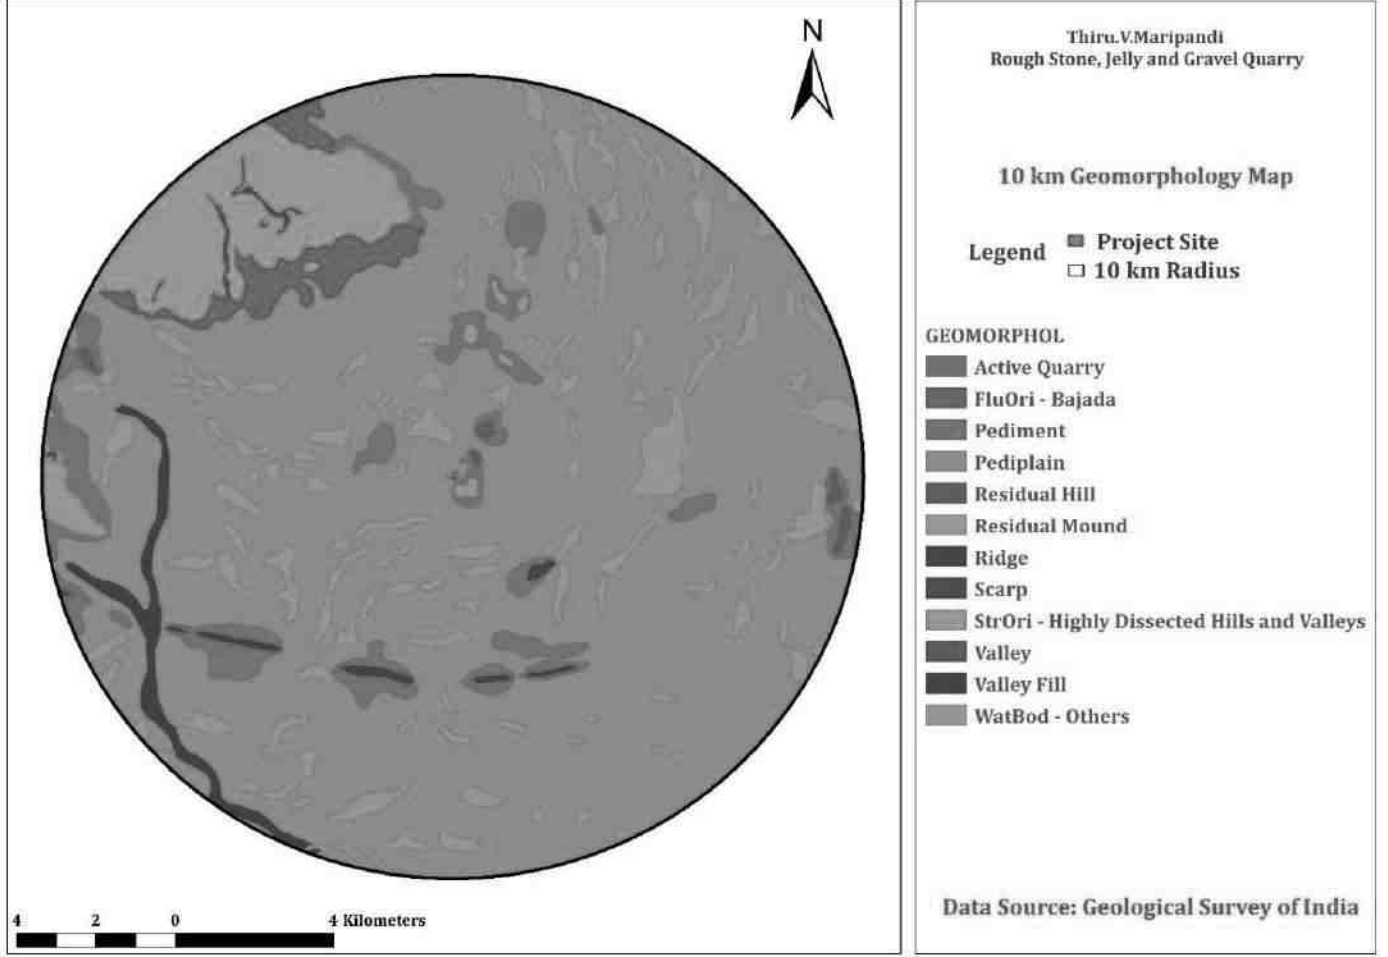 N
Thiru.V.Maripandi
Rough Stone, Jelly and Gravel Quarry
10 km Geomorphology Map
Legend
Project Site
10 km Radius
GEOMORPHOL
Active Quarry
FluOri - Bajada
Pediment
Pediplain
Residual Hill
Residual Mound
Ridge
Scarp
StrOri - Highly Dissected Hills and Valleys
Valley
Valley Fill
WatBod - Others
4 2 0 4 Kilometers
Data Source: Geological Survey of India